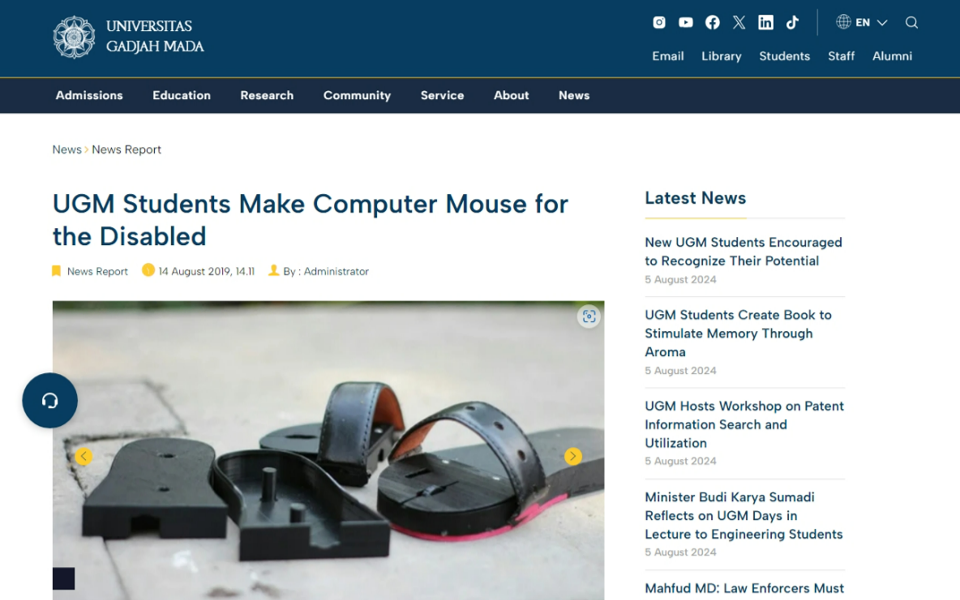 UNIVERSITAS
GADJAH MADA
EN
Email Library Students Staff Alumni
Admissions Education Research Community Service About News
News > News Report
UGM Students Make Computer Mouse for
the Disabled
News Report 14 August 2019, 14.11 By : Administrator
Latest News
New UGM Students Encouraged
to Recognize Their Potential
5 August 2024
UGM Students Create Book to
Stimulate Memory Through
Aroma
5 August 2024
UGM Hosts Workshop on Patent
Information Search and
Utilization
5 August 2024
Minister Budi Karya Sumadi
Reflects on UGM Days in
Lecture to Engineering Students
5 August 2024
Mahfud MD: Law Enforcers Must